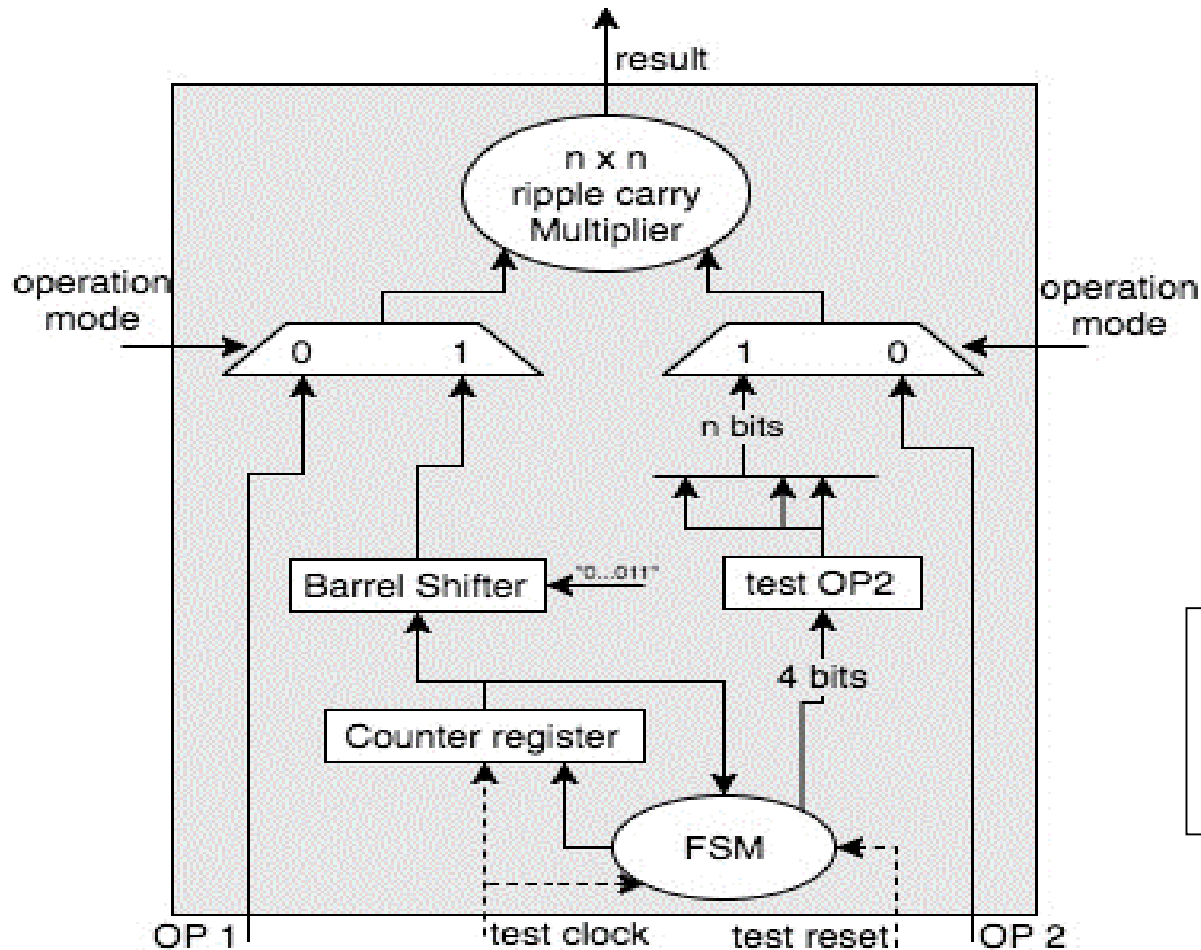 result
n x n
ripple carry
Multiplier
operation
mode
operation
mode
0 1
1 0
n bits
Barrel Shifter
"0...011"
test OP2
4 bits
Counter register
FSM
OP 1
test clock
test reset
OP 2